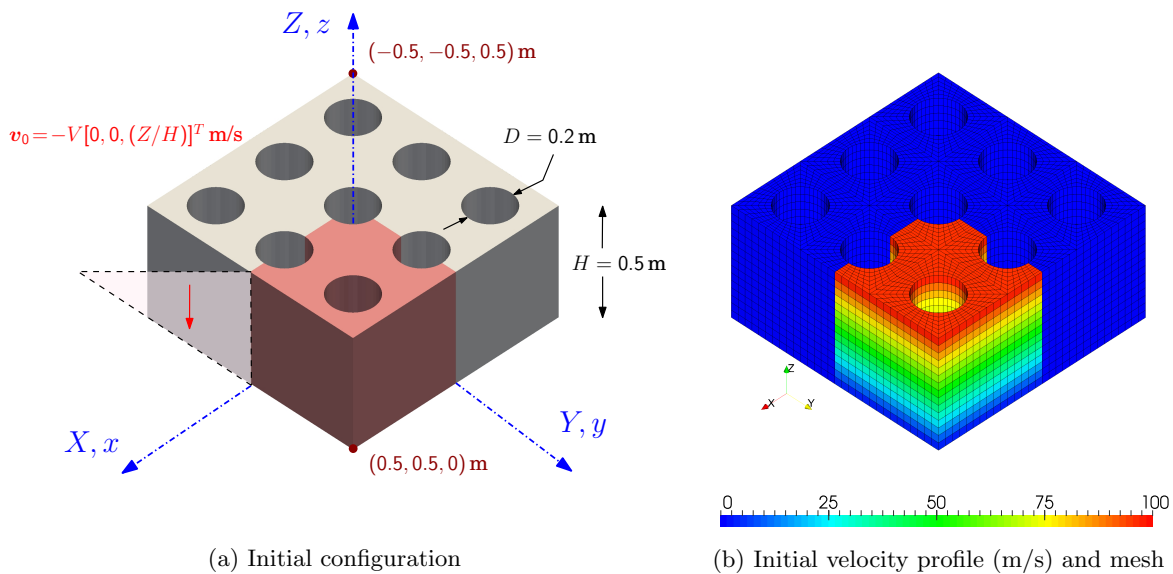 Z, z
(−0.5, −0.5, 0.5) m
v₀ = −V[0, 0, (Z/H)]ᵀ m/s
D = 0.2 m
H = 0.5 m
X, x
Y, y
(0.5, 0.5, 0) m
(a) Initial configuration
Z
X
Y
0 25 50 75 100
(b) Initial velocity profile (m/s) and mesh